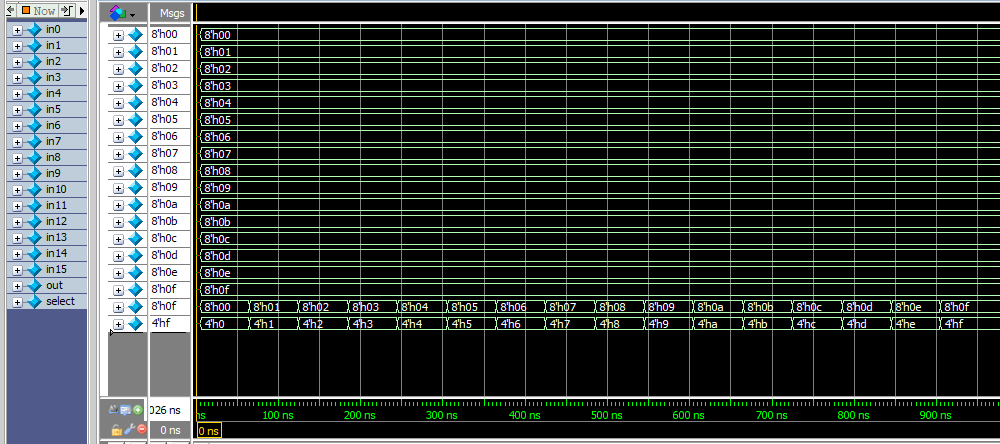 Now
Msgs
in0 8'h00 8'h00
in1 8'h01 8'h01
in2 8'h02 8'h02
in3 8'h03 8'h03
in4 8'h04 8'h04
in5 8'h05 8'h05
in6 8'h06 8'h06
in7 8'h07 8'h07
in8 8'h08 8'h08
in9 8'h09 8'h09
in10 8'h0a 8'h0a
in11 8'h0b 8'h0b
in12 8'h0c 8'h0c
in13 8'h0d 8'h0d
in14 8'h0e 8'h0e
in15 8'h0f 8'h0f
out 8'h0f 8'h00 8'h01 8'h02 8'h03 8'h04 8'h05 8'h06 8'h07 8'h08 8'h09 8'h0a 8'h0b 8'h0c 8'h0d 8'h0e 8'h0f
select 4'hf 4'h0 4'h1 4'h2 4'h3 4'h4 4'h5 4'h6 4'h7 4'h8 4'h9 4'ha 4'hb 4'hc 4'hd 4'he 4'hf
026 ns ns 100 ns 200 ns 300 ns 400 ns 500 ns 600 ns 700 ns 800 ns 900 ns
0 ns 0 ns